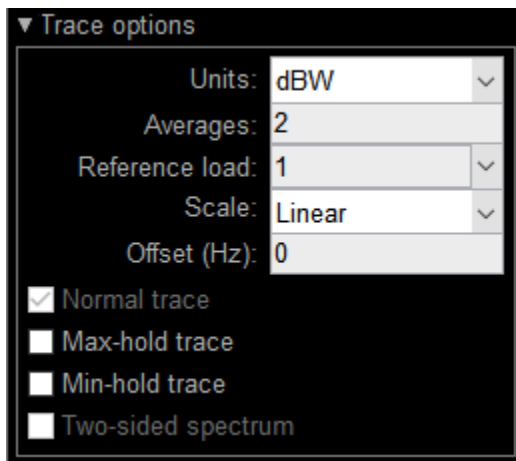 Trace options
Units: dBW
Averages: 2
Reference load: 1
Scale: Linear
Offset (Hz): 0
Normal trace
Max-hold trace
Min-hold trace
Two-sided spectrum